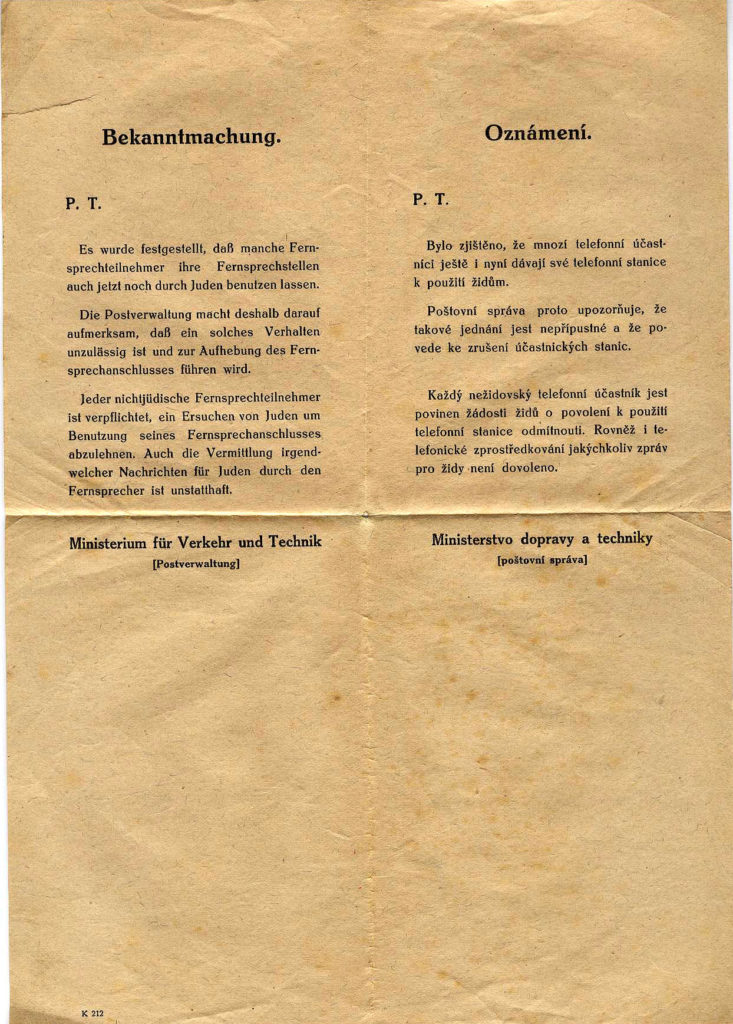 Bekanntmachung.
P. T.
Es wurde festgestellt, daß manche Fern-
sprechteilnehmer ihre Fernsprechstellen
auch jetzt noch durch Juden benutzen lassen.
Die Postverwaltung macht deshalb darauf
aufmerksam, daß ein solches Verhalten
unzulässig ist und zur Aufhebung des Fern-
sprechanschlusses führen wird.
Jeder nichtjüdische Fernsprechteilnehmer
ist verpflichtet, ein Ersuchen von Juden um
Benutzung seines Fernsprechanschlusses
abzulehnen. Auch die Vermittlung irgend-
welcher Nachrichten für Juden durch den
Fernsprecher ist unstatthaft.
Ministerium für Verkehr und Technik
[Postverwaltung]
Oznámení.
P. T.
Bylo zjištěno, že mnozí telefonní účast-
níci ještě i nyní dávají své telefonní stanice
k použití židům.
Poštovní správa proto upozorňuje, že
takové jednání jest nepřípustné a že po-
vede ke zrušení účastnických stanic.
Každý nežidovský telefonní účastník jest
povinen žádosti židů o povolení k použití
telefonní stanice odmítnouti. Rovněž i te-
lefonické zprostředkování jakýchkoliv zpráv
pro židy není dovoleno.
Ministerstvo dopravy a techniky
[poštovní správa]
K 212